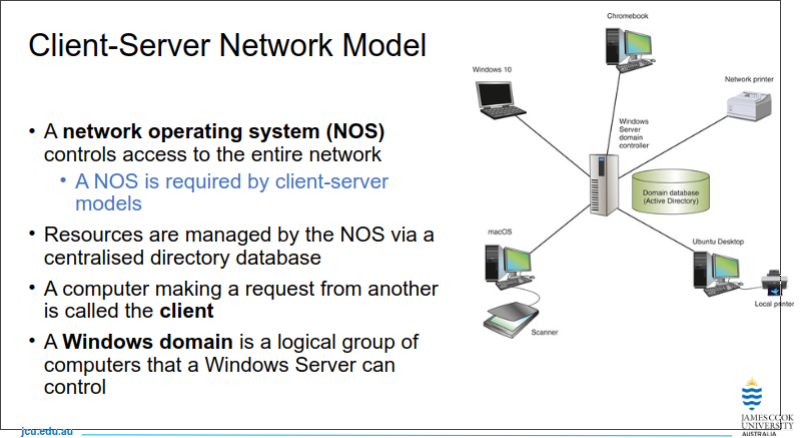 Client-Server Network Model
• A network operating system (NOS)
controls access to the entire network
• A NOS is required by client-server
models
• Resources are managed by the NOS via a
centralised directory database
• A computer making a request from another
is called the client
• A Windows domain is a logical group of
computers that a Windows Server can
control
Chromebook
Windows 10
Network printer
Windows
Server
domain
controller
Domain database
(Active Directory)
macOS
Ubuntu Desktop
Local printer
Scanner
jcu.edu.au
JAMES COOK
UNIVERSITY
AUSTRALIA